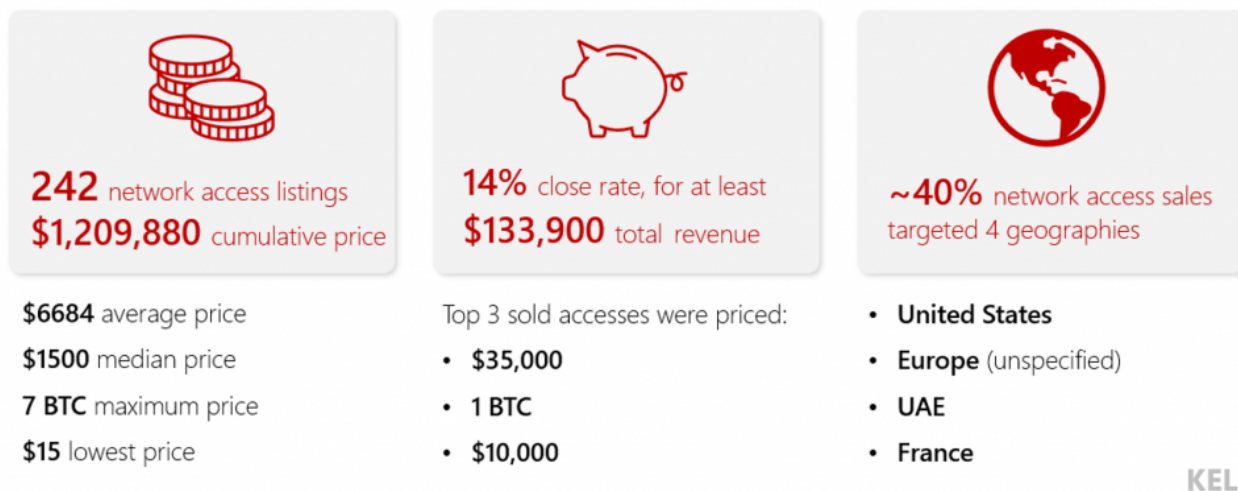 242 network access listings
$1,209,880 cumulative price
$6684 average price
$1500 median price
7 BTC maximum price
$15 lowest price
14% close rate, for at least
$133,900 total revenue
Top 3 sold accesses were priced:
• $35,000
• 1 BTC
• $10,000
~40% network access sales
targeted 4 geographies
• United States
• Europe (unspecified)
• UAE
• France
KEL